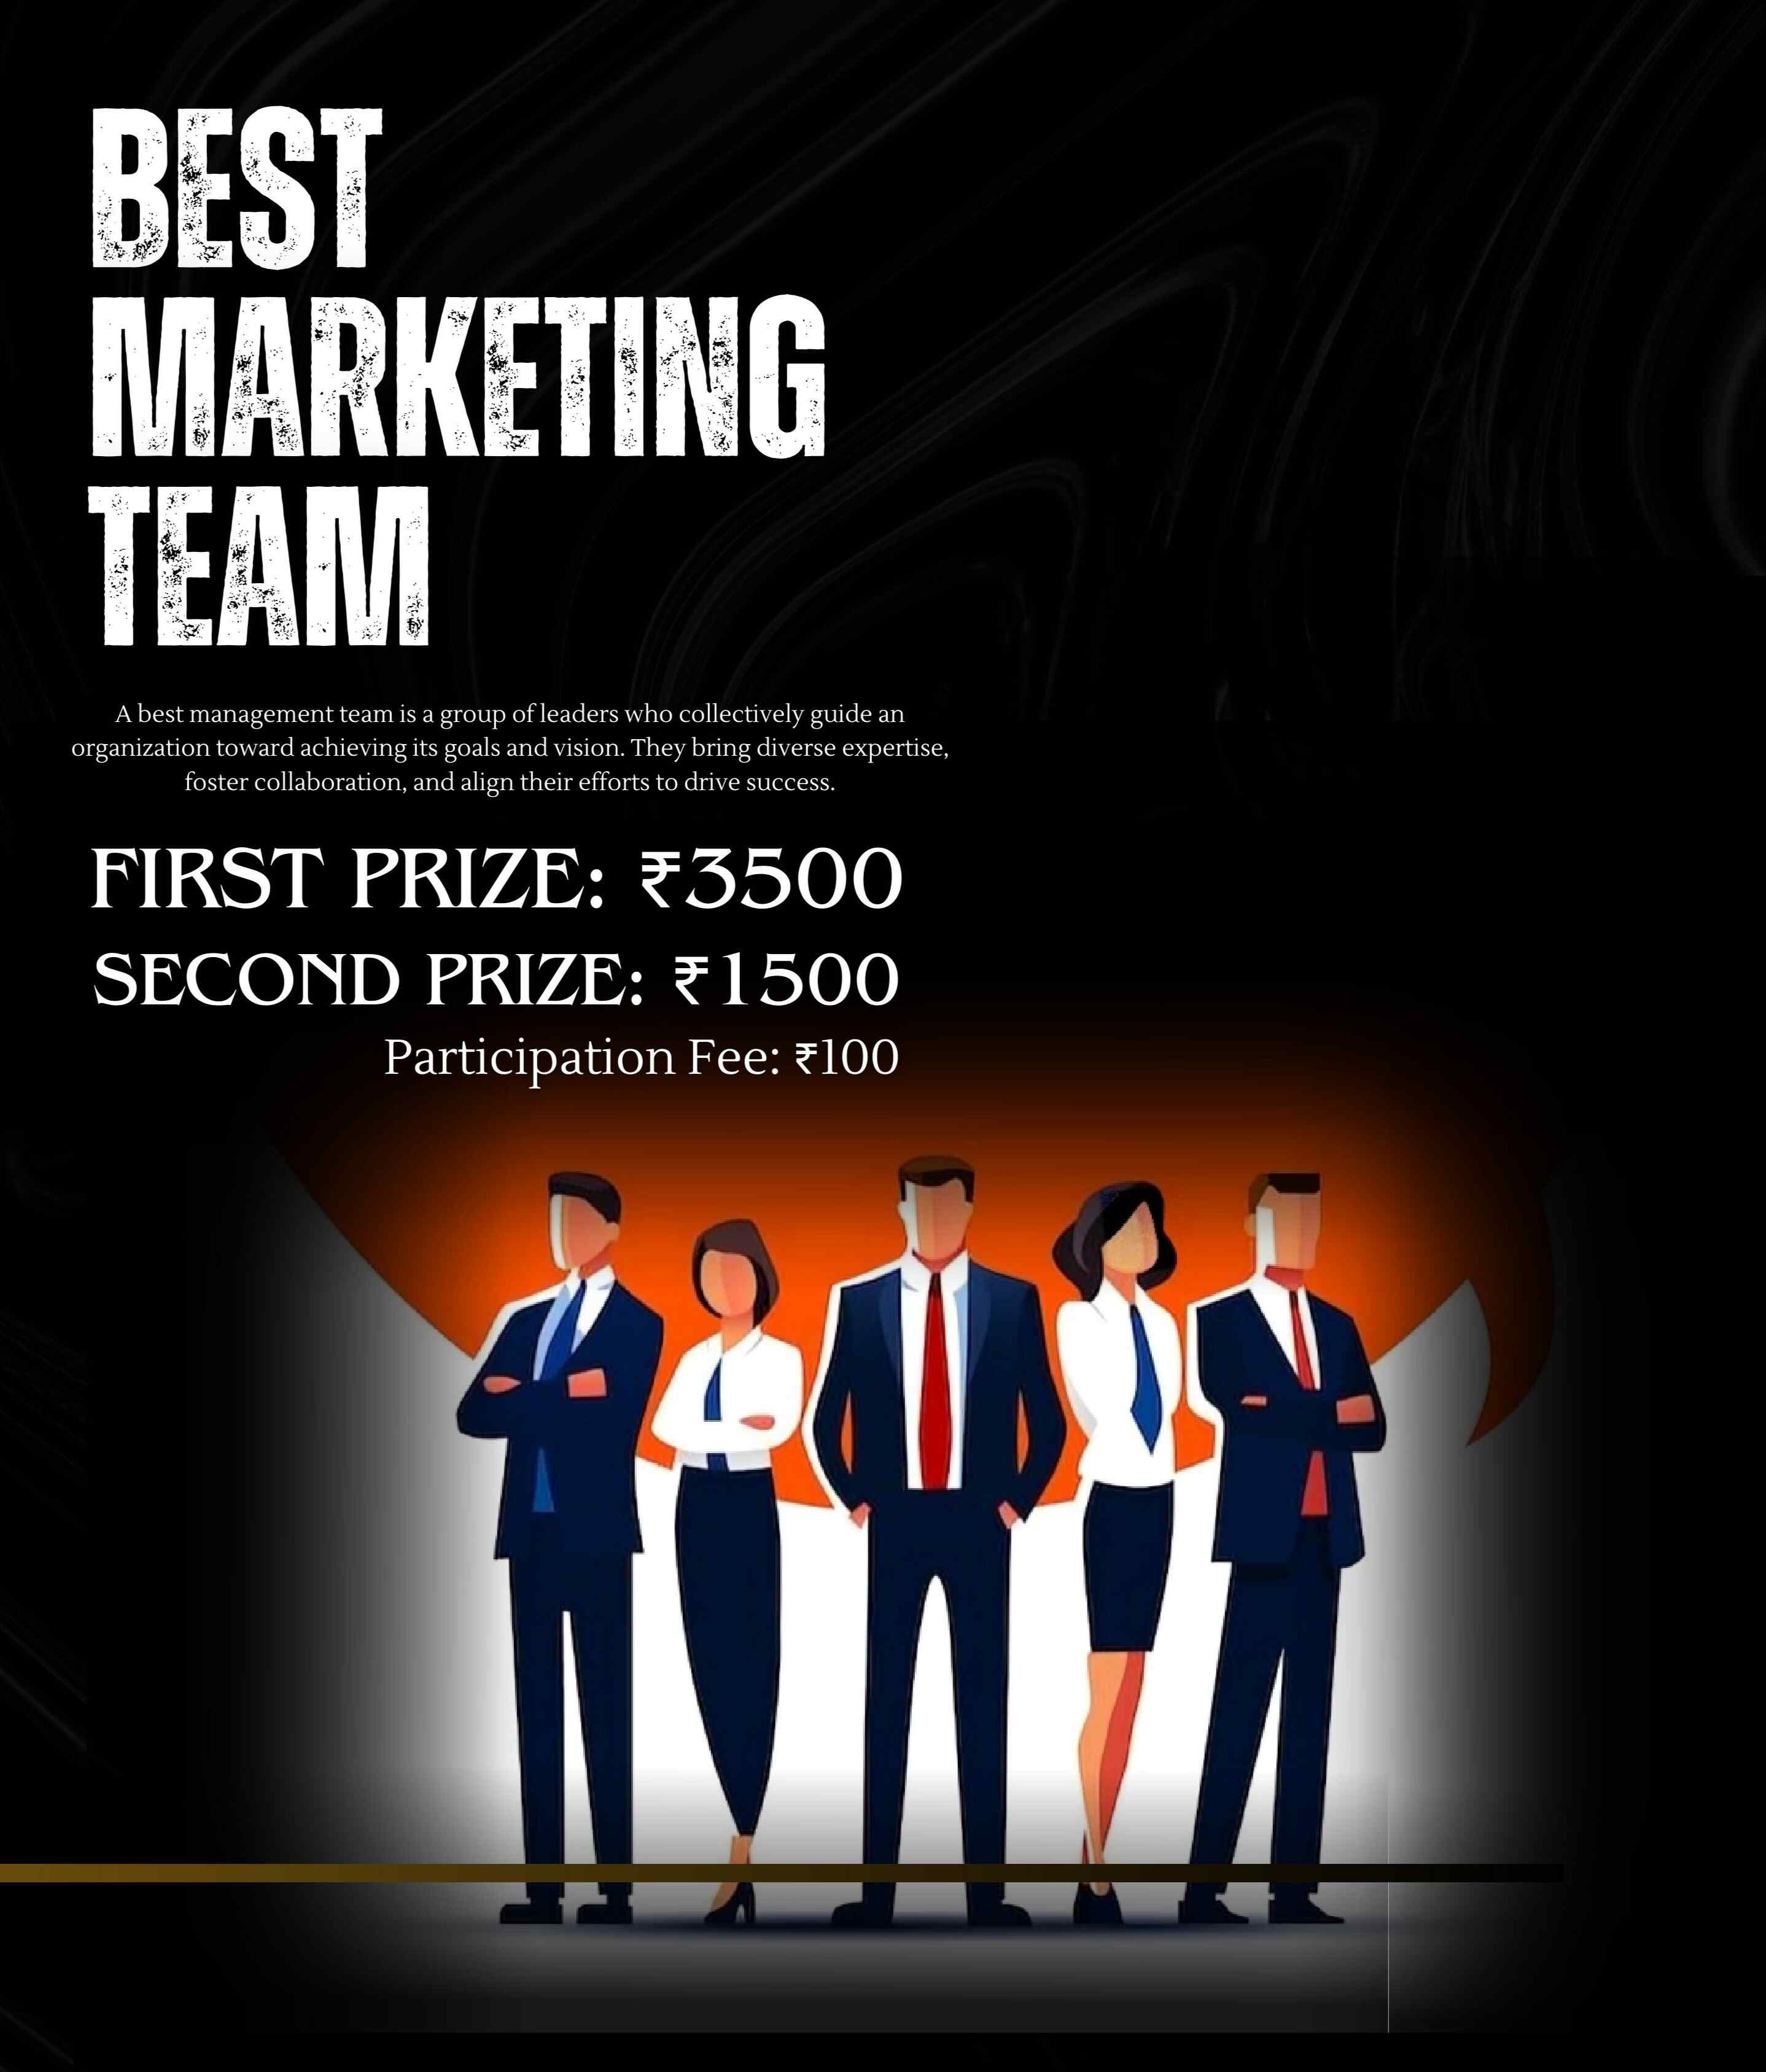 BEST
MARKETING
TEAM
A best management team is a group of leaders who collectively guide an
organization toward achieving its goals and vision. They bring diverse expertise,
foster collaboration, and align their efforts to drive success.
FIRST PRIZE: ₹3500
SECOND PRIZE: ₹1500
Participation Fee: ₹100